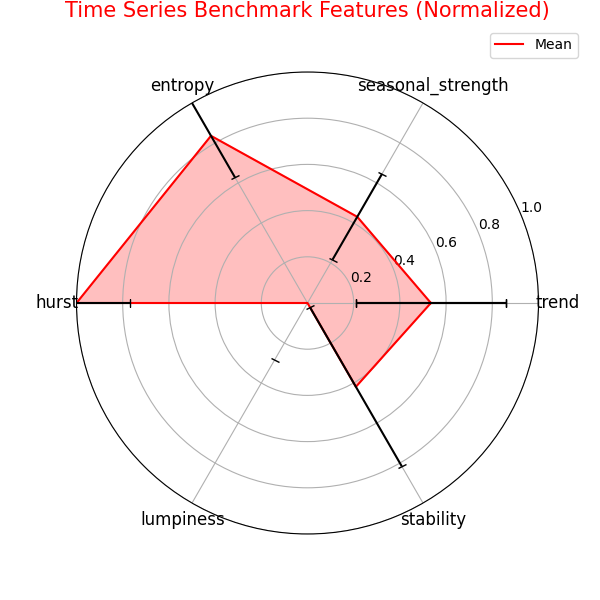 Time Series Benchmark Features (Normalized)
Mean
entropy
seasonal_strength
1.0
0.8
0.6
0.4
0.2
hurst
trend
lumpiness
stability